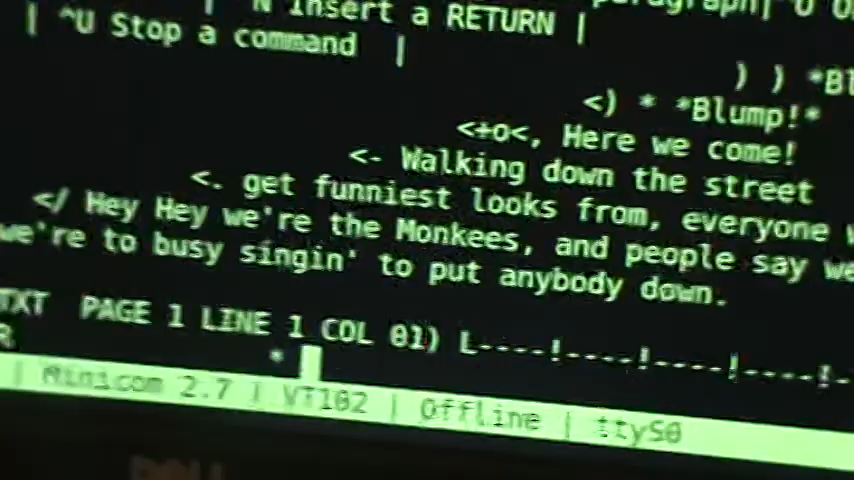 N Insert a RETURN |
| ^U Stop a command |
) ) *Bl
<) * *Blump!*
<+o<, Here we come!
<- Walking down the street
<. get funniest looks from, everyone w
</ Hey Hey we're the Monkees, and people say we
we're to busy singin' to put anybody down.
TXT PAGE 1 LINE 1 COL 01) L----!----!----!----!-
R
*
| Minicom 2.7 | VT102 | Offline | ttyS0
DELL